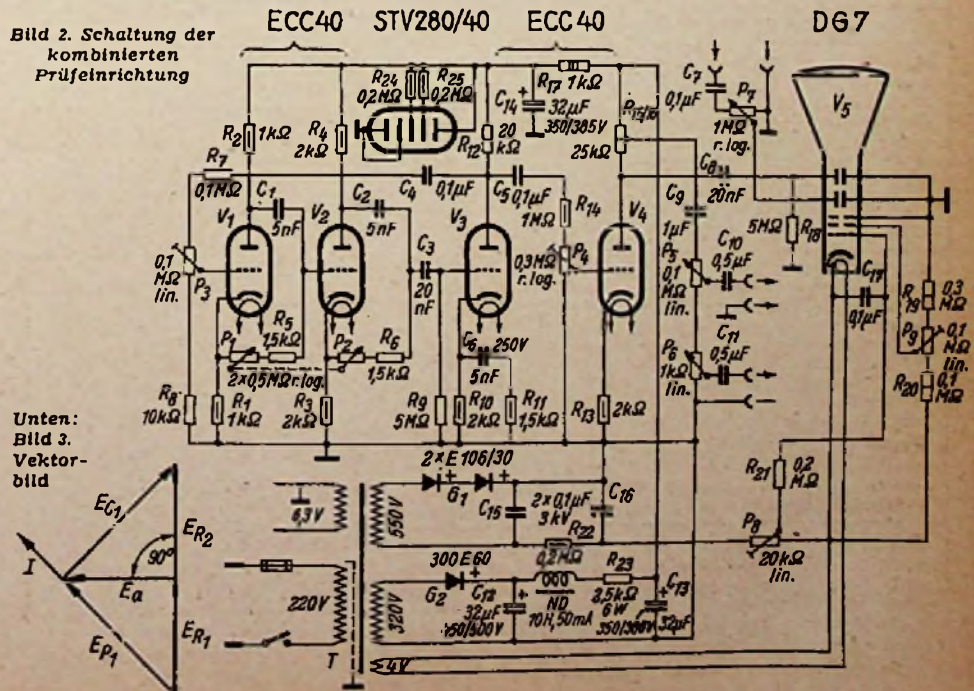 Bild 2. Schaltung der
kombinierten
Prüfeinrichtung
ECC40 STV280/40 ECC40 DG7
R24 R25
0,2MΩ 0,2MΩ
R17 1kΩ
C14 + 32µF
350/385V
C7
0,1µF
P7
1MΩ
r.log.
V5
R2 1kΩ
R4
2kΩ
R12
20
kΩ
25kΩ
R7
0,1MΩ
C1
5nF
C2
5nF
C4
0,1µF
C5 0,1µF
1MΩ R14
C8
20nF
C9
1µF
5MΩ R18
V1
V2
V3
V4
0,1
MΩ
lin.
P3
C3
20
nF
P4
r.log.
P5
0,1
MΩ
lin.
C10
0,5µF
C11
0,5µF
P6
1kΩ
lin.
0,1µF
R19 0,3
MΩ
P9 0,1
MΩ
lin.
R20 0,1
MΩ
P1 R5
1,5kΩ
P2 R6
1,5kΩ
2x0,5MΩ r.log.
C6 250V
5nF
R8
10kΩ
R1
1kΩ
R3
2kΩ
R9
5MΩ
R10
2kΩ
R11
1,5kΩ
R13 2kΩ
Unten:
Bild 3.
Vektor-
bild
2×E 106/30
G1
C15
2×0,1µF
3kV
C16
R22
0,2MΩ
R21 0,2
MΩ
P8
20kΩ
lin.
6,3V
550V
220V
320V
T
4V
300 E60
G2
C12
32µF
ND
10H,50mA
R23
2,5kΩ
6W
C13
32µF
EC1
ER2
90°
I
Ea
ER1
EP1